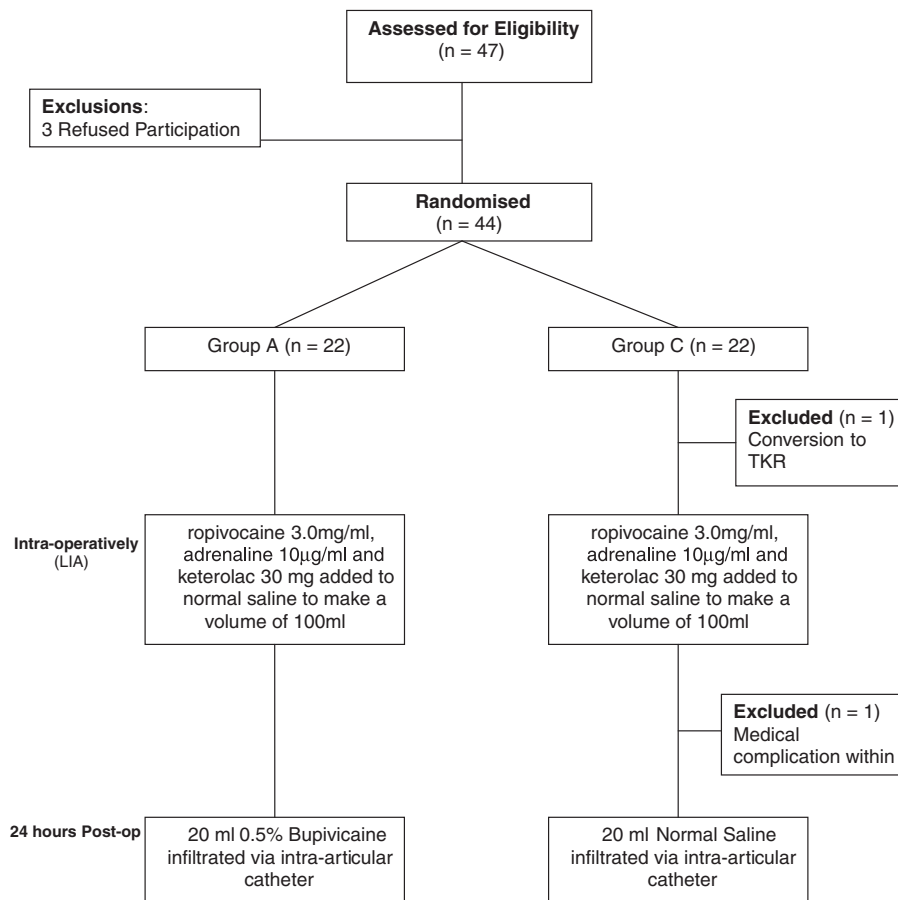 Assessed for Eligibility
(n = 47)
Exclusions:
3 Refused Participation
Randomised
(n = 44)
Group A (n = 22)
Group C (n = 22)
Excluded (n = 1)
Conversion to
TKR
Intra-operatively
(LIA)
ropivocaine 3.0mg/ml,
adrenaline 10µg/ml and
keterolac 30 mg added to
normal saline to make a
volume of 100ml
ropivocaine 3.0mg/ml,
adrenaline 10µg/ml and
keterolac 30 mg added to
normal saline to make a
volume of 100ml
Excluded (n = 1)
Medical
complication within
24 hours Post-op
20 ml 0.5% Bupivicaine
infiltrated via intra-articular
catheter
20 ml Normal Saline
infiltrated via intra-articular
catheter